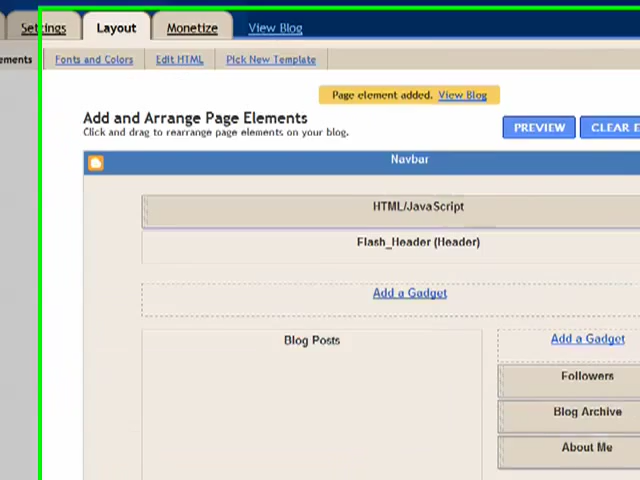 Settings Layout Monetize View Blog
ements Fonts and Colors Edit HTML Pick New Template
Page element added. View Blog
Add and Arrange Page Elements
Click and drag to rearrange page elements on your blog.
PREVIEW CLEAR E
Navbar
HTML/JavaScript
Flash_Header (Header)
Add a Gadget
Blog Posts
Add a Gadget
Followers
Blog Archive
About Me